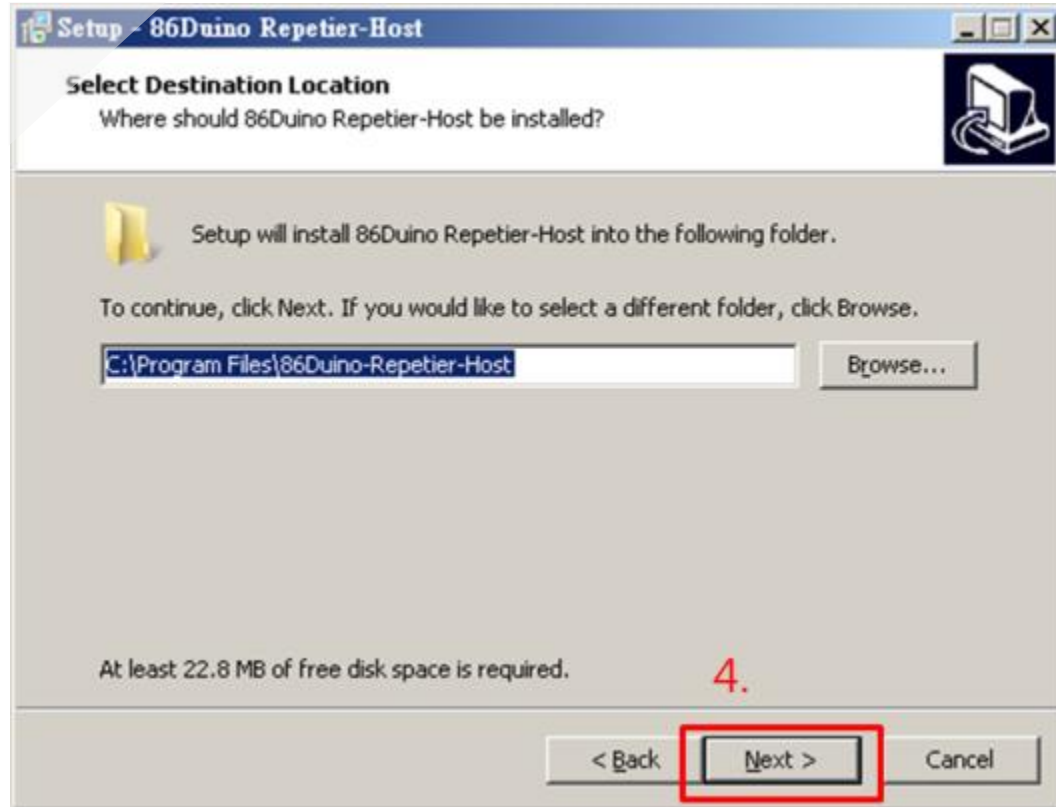 Setup - 86Duino Repetier-Host
Select Destination Location
Where should 86Duino Repetier-Host be installed?
Setup will install 86Duino Repetier-Host into the following folder.
To continue, click Next. If you would like to select a different folder, click Browse.
C:\Program Files\86Duino-Repetier-Host
Browse...
At least 22.8 MB of free disk space is required.
4.
< Back
Next >
Cancel